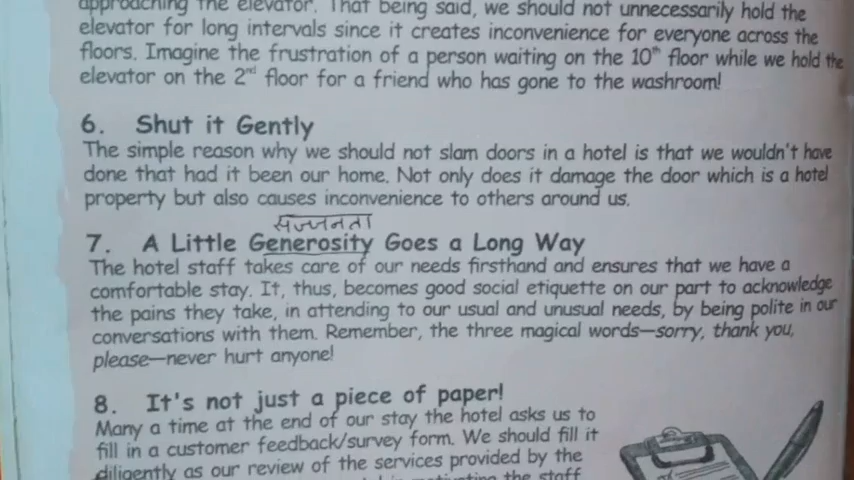 approaching the elevator. That being said, we should not unnecessarily hold the
elevator for long intervals since it creates inconvenience for everyone across the
floors. Imagine the frustration of a person waiting on the 10th floor while we hold the
elevator on the 2nd floor for a friend who has gone to the washroom!
6. Shut it Gently
The simple reason why we should not slam doors in a hotel is that we wouldn't have
done that had it been our home. Not only does it damage the door which is a hotel
property but also causes inconvenience to others around us.
सज्जनता
7. A Little Generosity Goes a Long Way
The hotel staff takes care of our needs firsthand and ensures that we have a
comfortable stay. It, thus, becomes good social etiquette on our part to acknowledge
the pains they take, in attending to our usual and unusual needs, by being polite in our
conversations with them. Remember, the three magical words—sorry, thank you,
please—never hurt anyone!
8. It's not just a piece of paper!
Many a time at the end of our stay the hotel asks us to
fill in a customer feedback/survey form. We should fill it
diligently as our review of the services provided by the
the staff